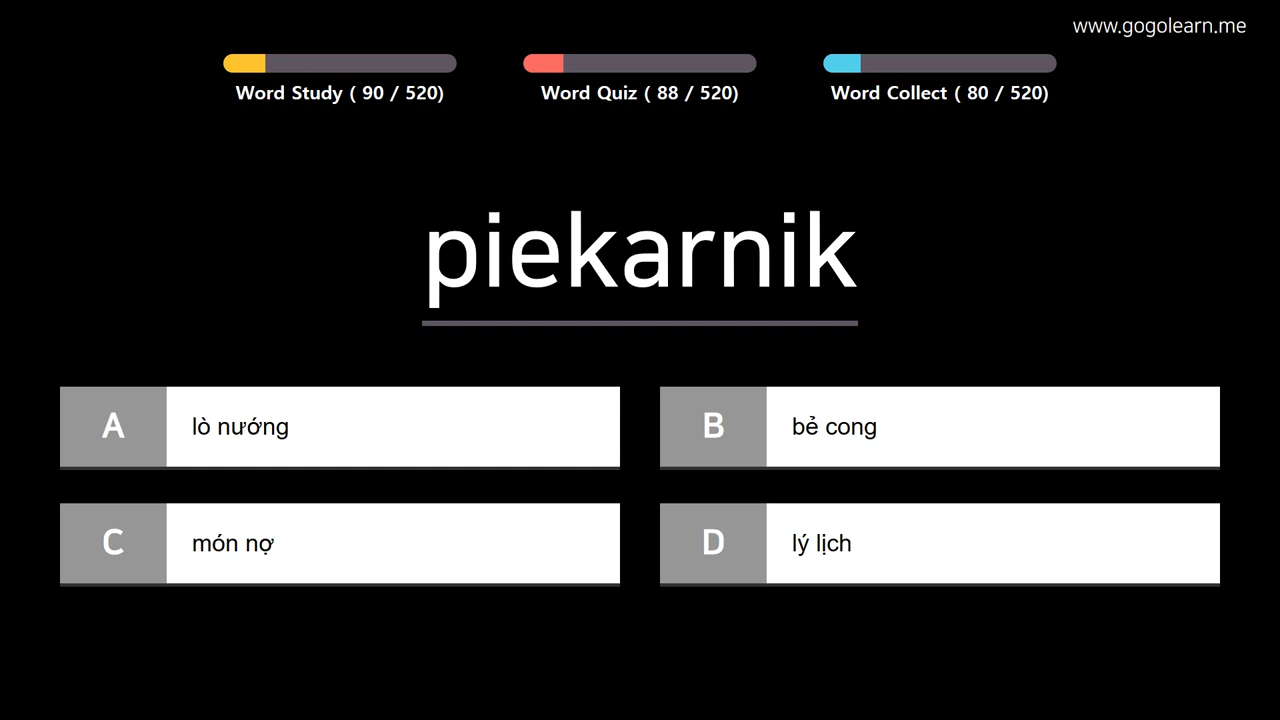 www.gogolearn.me
Word Study ( 90 / 520)
Word Quiz ( 88 / 520)
Word Collect ( 80 / 520)
piekarnik
A lò nướng
B bẻ cong
C món nợ
D lý lịch